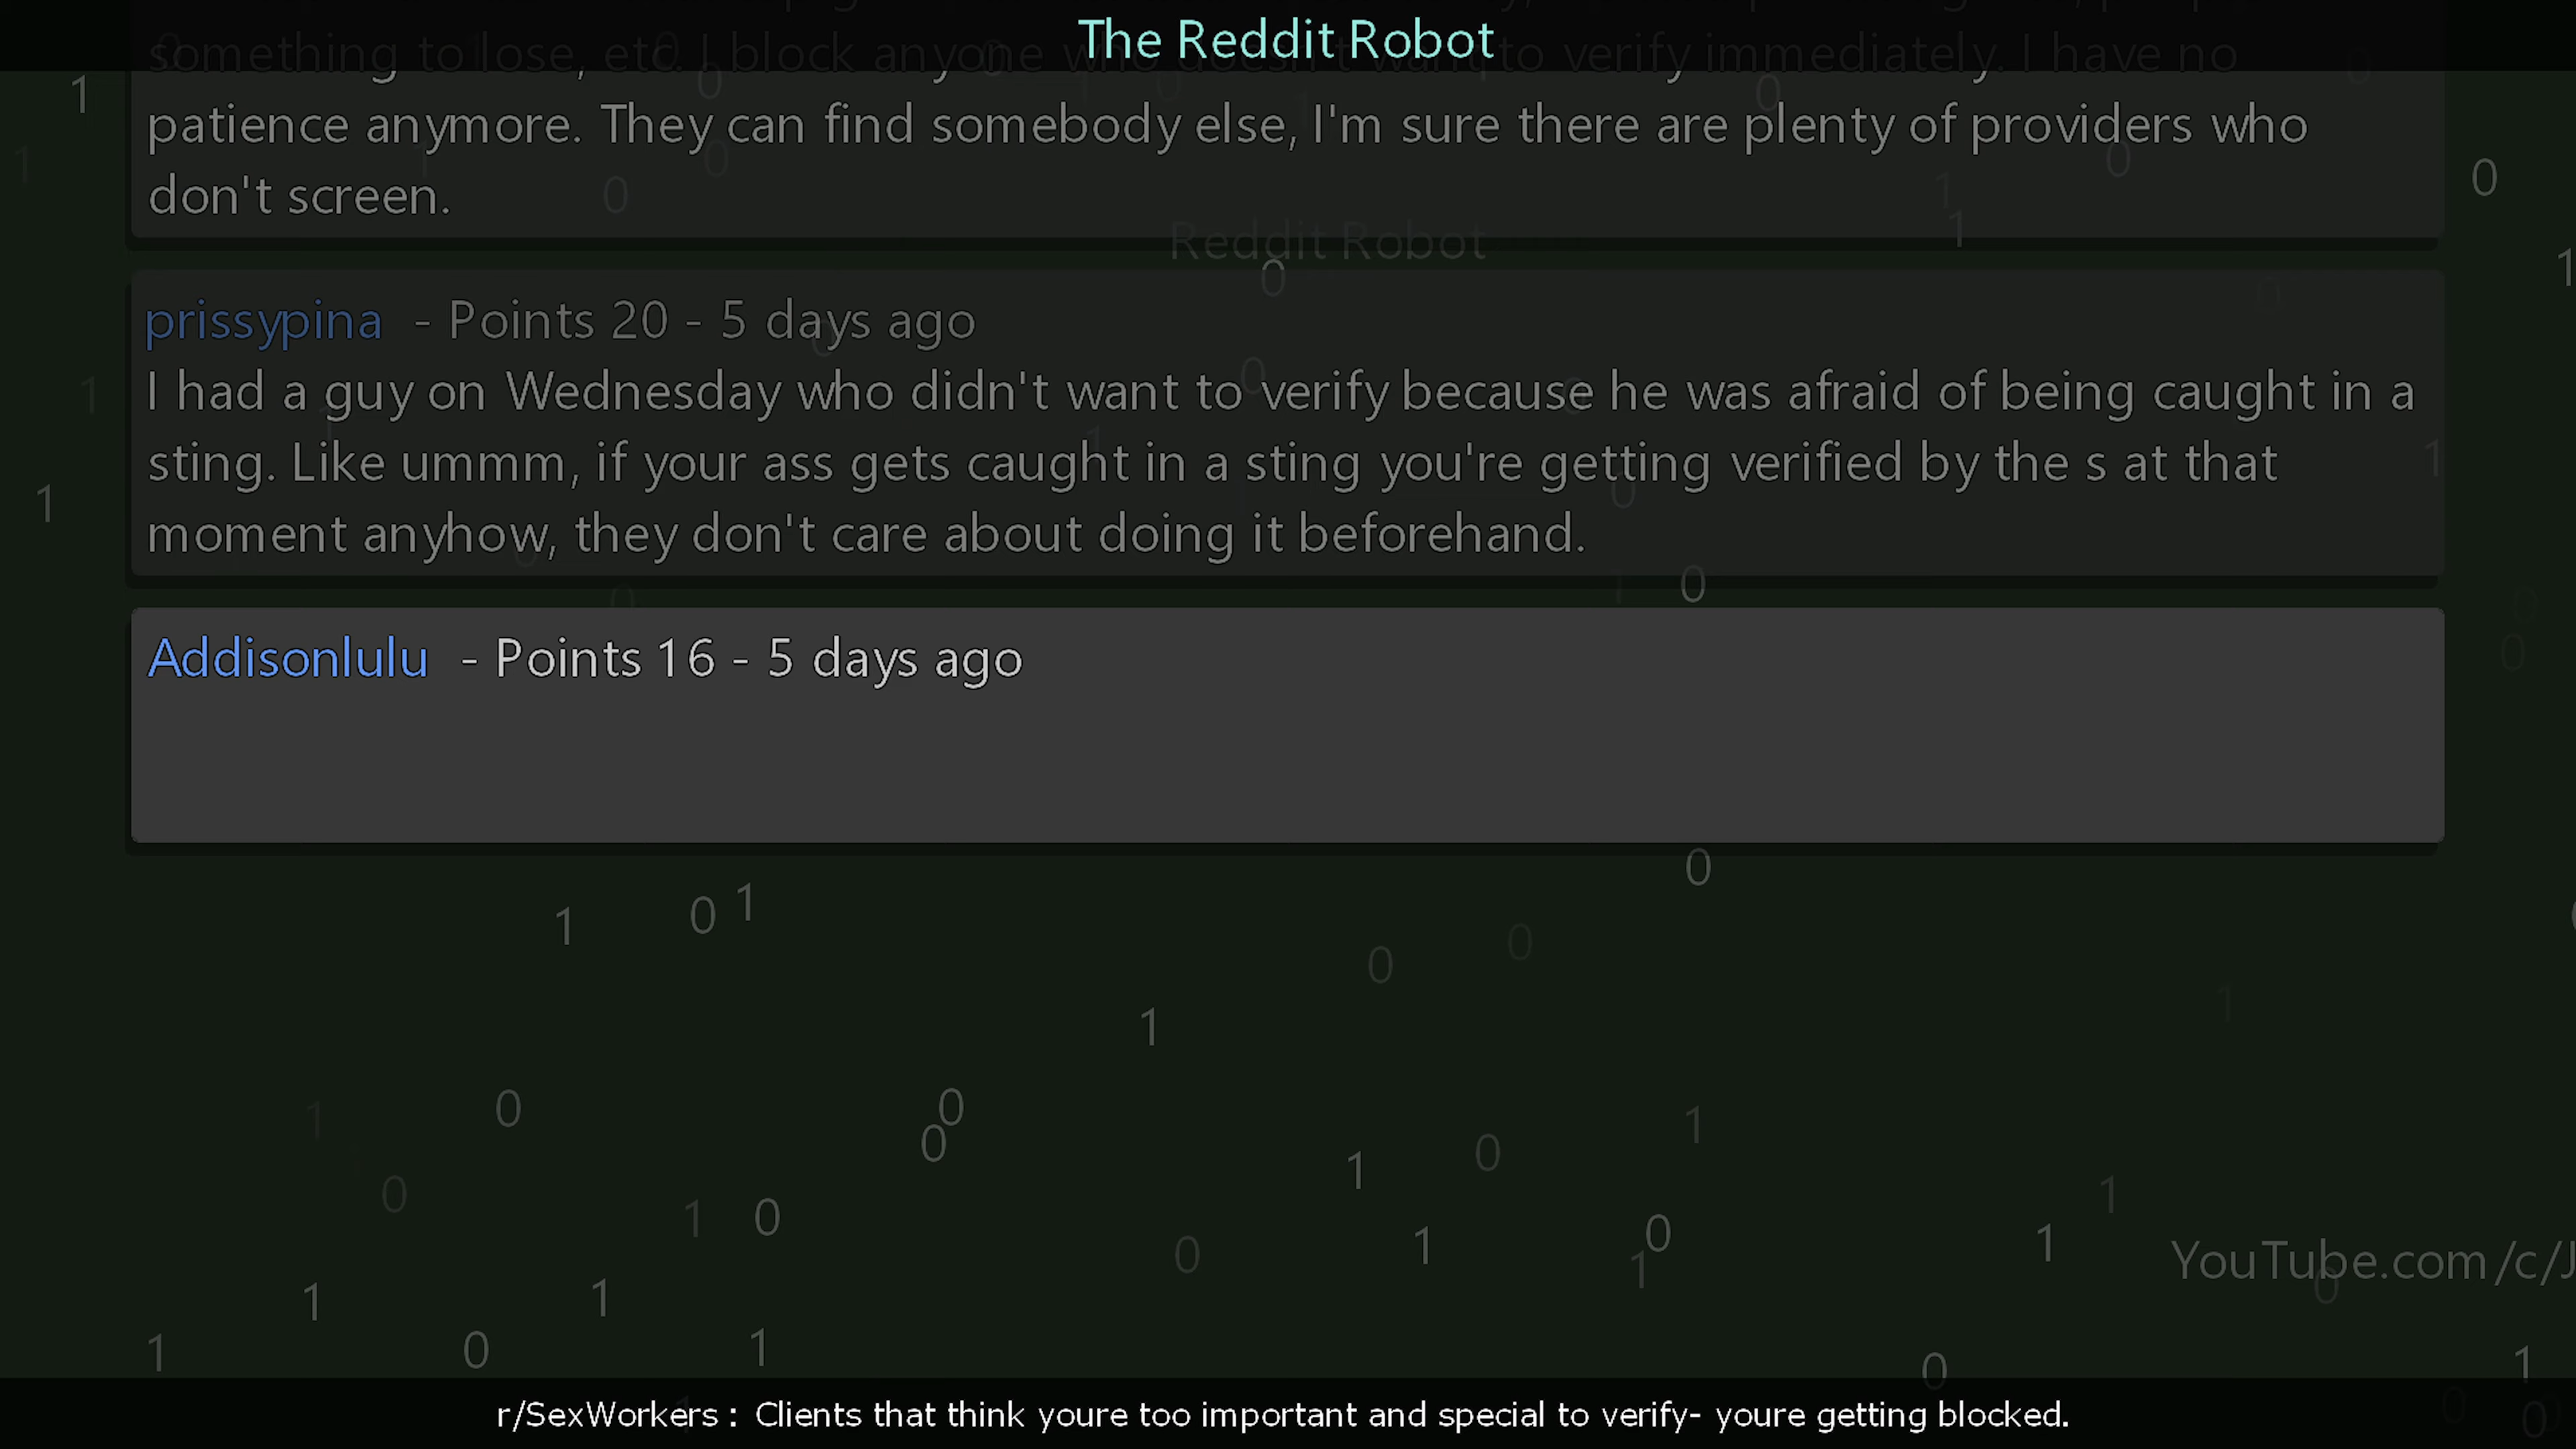 The Reddit Robot
something to lose, etc. I block anyone who doesn't want to verify immediately. I have no
patience anymore. They can find somebody else, I'm sure there are plenty of providers who
don't screen.
Reddit Robot
prissypina - Points 20 - 5 days ago
I had a guy on Wednesday who didn't want to verify because he was afraid of being caught in a
sting. Like ummm, if your ass gets caught in a sting you're getting verified by the s at that
moment anyhow, they don't care about doing it beforehand.
Addisonlulu - Points 16 - 5 days ago
YouTube.com/c/J
r/SexWorkers : Clients that think youre too important and special to verify- youre getting blocked.